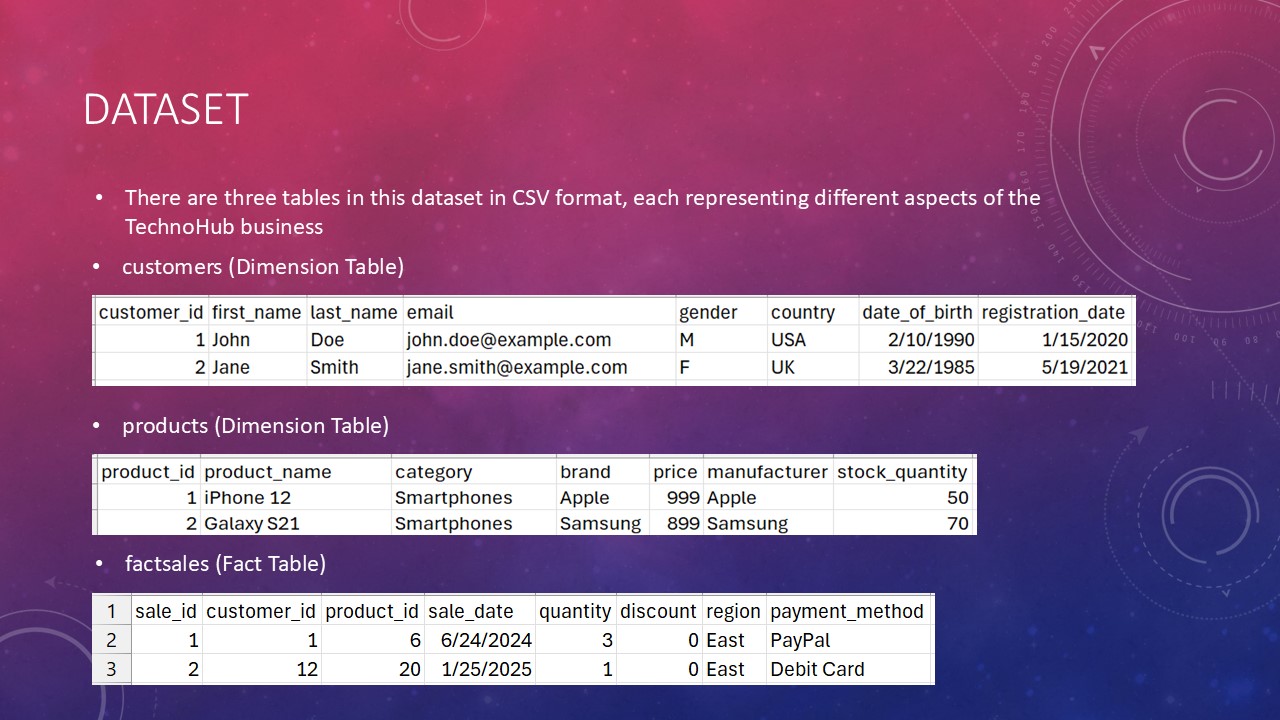 DATASET
• There are three tables in this dataset in CSV format, each representing different aspects of the
TechnoHub business
• customers (Dimension Table)
customer_id first_name last_name email gender country date_of_birth registration_date
1 John Doe john.doe@example.com M USA 2/10/1990 1/15/2020
2 Jane Smith jane.smith@example.com F UK 3/22/1985 5/19/2021
• products (Dimension Table)
product_id product_name category brand price manufacturer stock_quantity
1 iPhone 12 Smartphones Apple 999 Apple 50
2 Galaxy S21 Smartphones Samsung 899 Samsung 70
• factsales (Fact Table)
1 sale_id customer_id product_id sale_date quantity discount region payment_method
2 1 1 6 6/24/2024 3 0 East PayPal
3 2 12 20 1/25/2025 1 0 East Debit Card